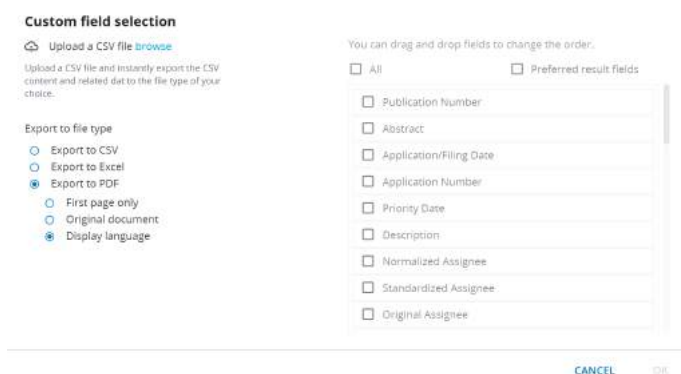 Custom field selection
Upload a CSV file browse
Upload a CSV file and instantly export the CSV
content and related dat to the file type of your
choice.
Export to file type
Export to CSV
Export to Excel
Export to PDF
First page only
Original document
Display language
You can drag and drop fields to change the order.
All
Preferred result fields
Publication Number
Abstract
Application/Filing Date
Application Number
Priority Date
Description
Normalized Assignee
Standardized Assignee
Original Assignee
CANCEL
OK